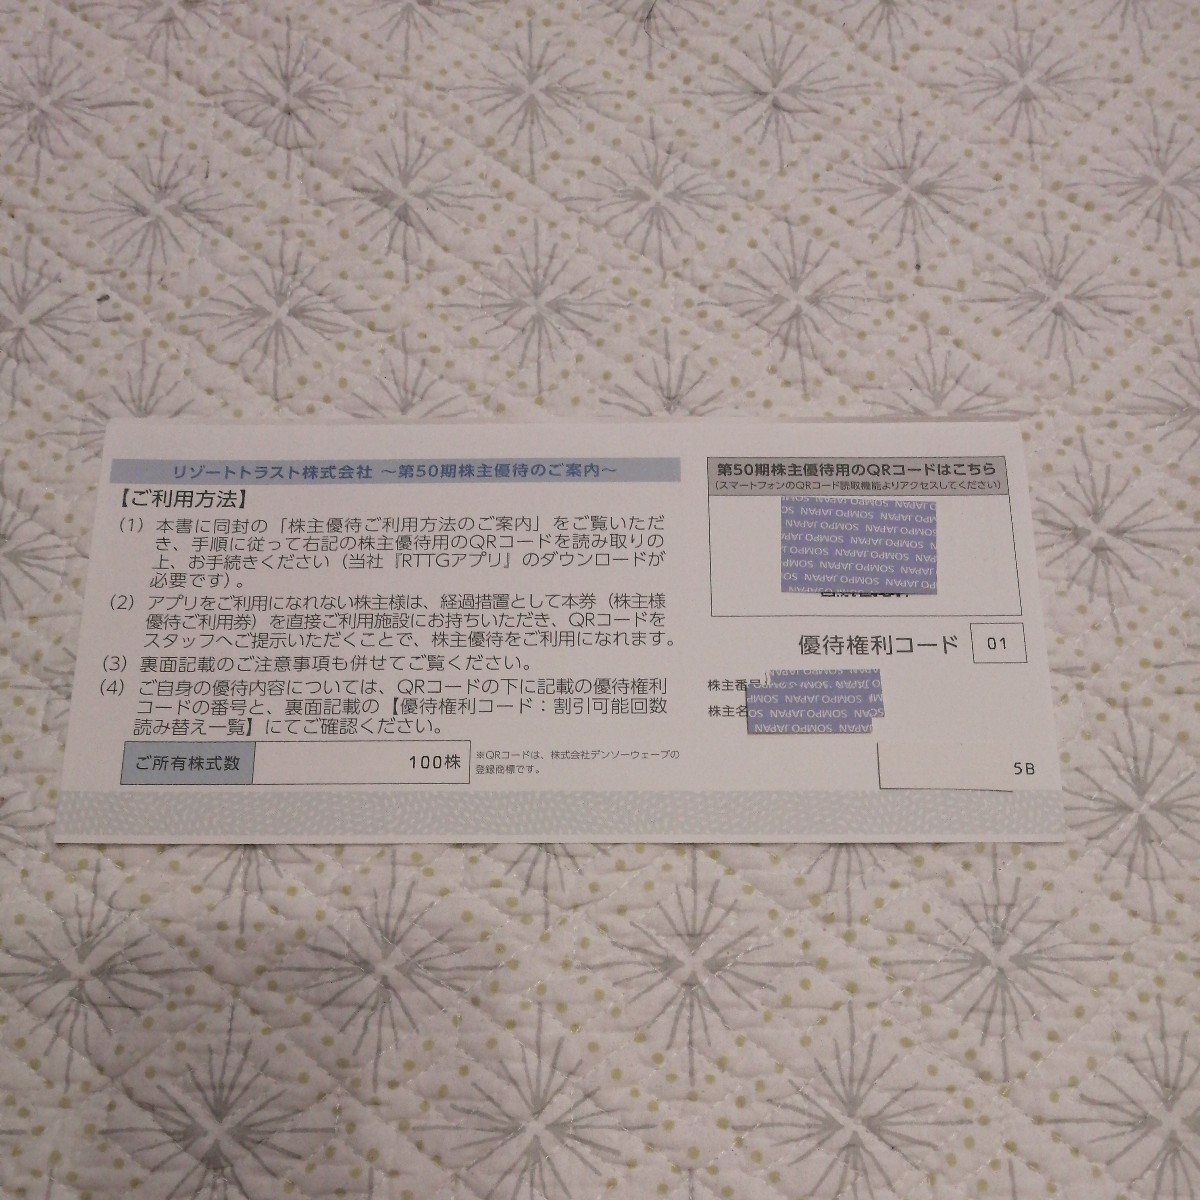 リゾートトラスト株式会社 ～第50期株主優待のご案内～
【ご利用方法】
(1) 本書に同封の「株主優待ご利用方法のご案内」をご覧いただ
き、手順に従って右記の株主優待用のQRコードを読み取りの
上、お手続きください（当社『RTTGアプリ』のダウンロードが
必要です）。
(2) アプリをご利用になれない株主様は、経過措置として本券（株主様
優待ご利用券）を直接ご利用施設にお持ちいただき、QRコードを
スタッフへご提示いただくことで、株主優待をご利用になれます。
(3) 裏面記載のご注意事項も併せてご覧ください。
(4) ご自身の優待内容については、QRコードの下に記載の優待権利
コードの番号と、裏面記載の【優待権利コード：割引可能回数
読み替え一覧】にてご確認ください。
ご所有株式数 100株
※QRコードは、株式会社デンソーウェーブの
登録商標です。
第50期株主優待用のQRコードはこちら
(スマートフォンのQRコード読取機能よりアクセスしてください)
SOMPO JAPAN SOMPO JAPAN
優待権利コード 01
株主番号
株主名
SOMPO JAPAN
5B